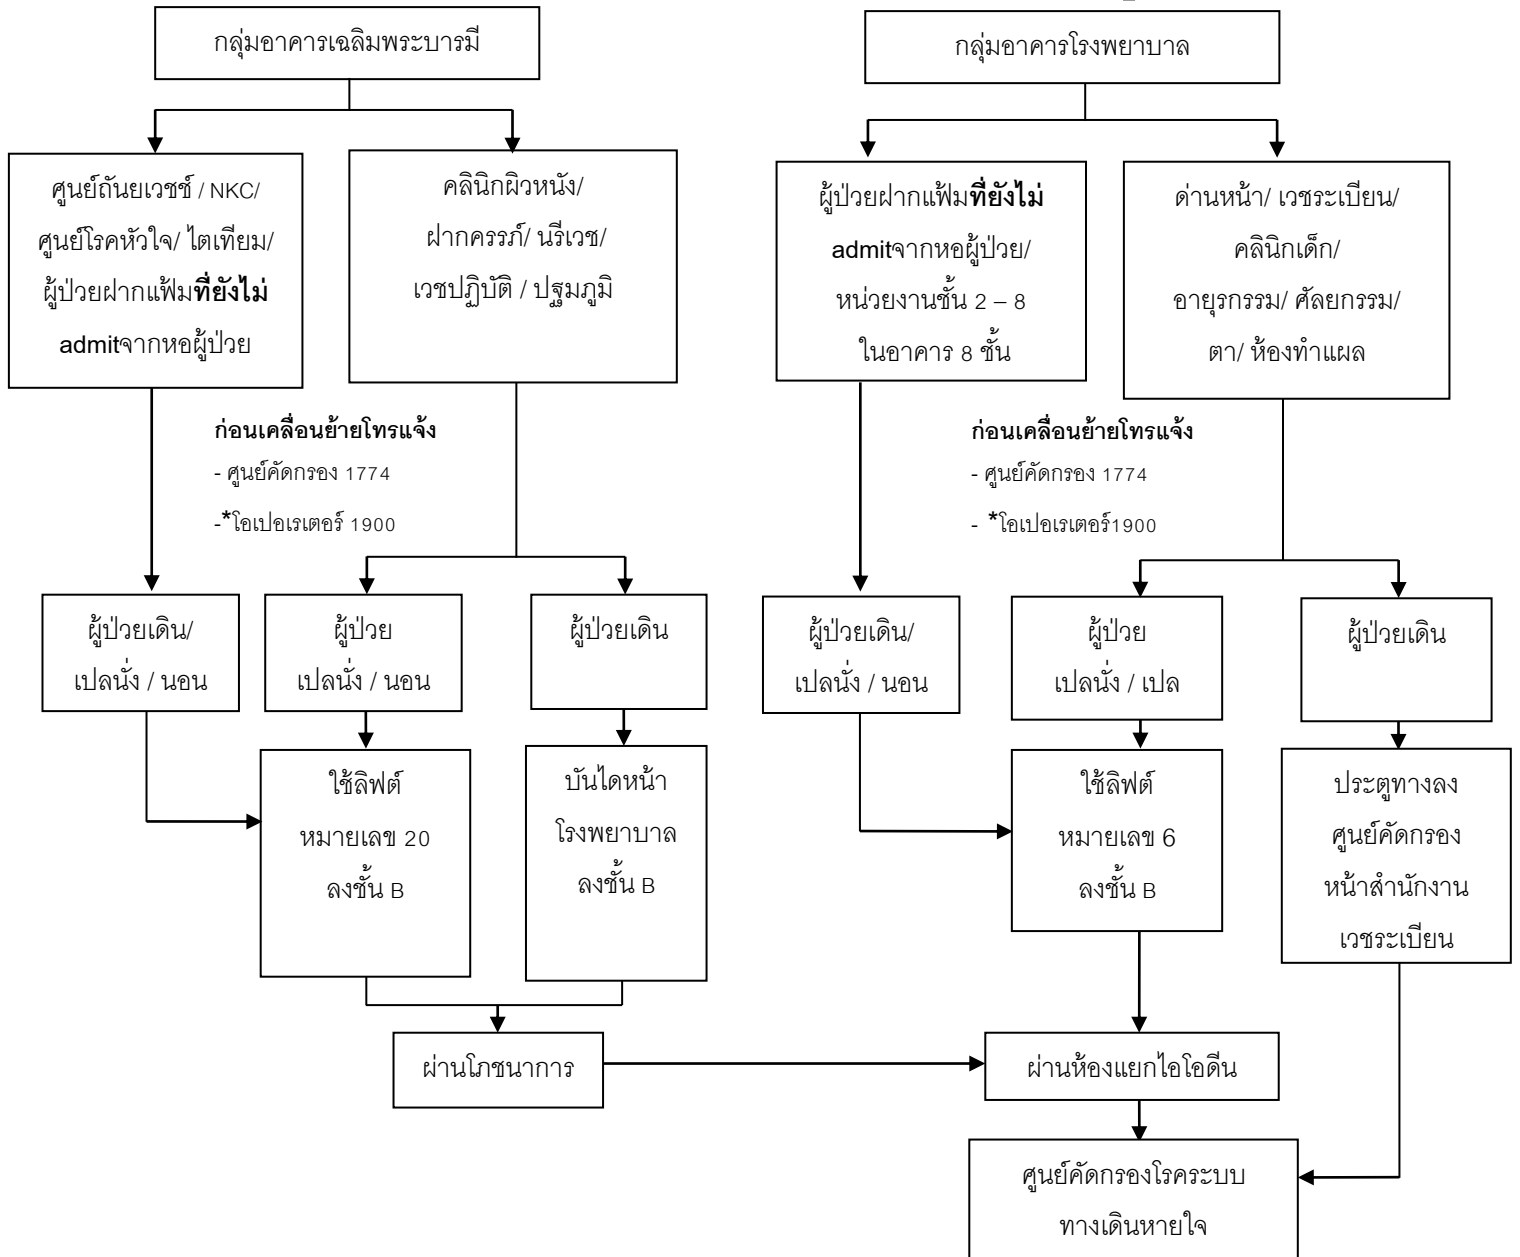 กลุ่มอาคารเฉลิมพระบารมี
กลุ่มอาคารโรงพยาบาล
ศูนย์ถันยเวชช์ / NKC/
ศูนย์โรคหัวใจ/ ไตเทียม/
ผู้ป่วยฝากแฟ้มที่ยังไม่
admitจากหอผู้ป่วย
คลินิกผิวหนัง/
ฝากครรภ์/ นรีเวช/
เวชปฏิบัติ / ปฐมภูมิ
ผู้ป่วยฝากแฟ้มที่ยังไม่
admitจากหอผู้ป่วย/
หน่วยงานชั้น 2 – 8
ในอาคาร 8 ชั้น
ด่านหน้า/ เวชระเบียน/
คลินิกเด็ก/
อายุรกรรม/ ศัลยกรรม/
ตา/ ห้องทำแผล
ก่อนเคลื่อนย้ายโทรแจ้ง
- ศูนย์คัดกรอง 1774
-*โอเปอเรเตอร์ 1900
ก่อนเคลื่อนย้ายโทรแจ้ง
- ศูนย์คัดกรอง 1774
- *โอเปอเรเตอร์1900
ผู้ป่วยเดิน/
เปลนั่ง / นอน
ผู้ป่วย
เปลนั่ง / นอน
ผู้ป่วยเดิน
ผู้ป่วยเดิน/
เปลนั่ง / นอน
ผู้ป่วย
เปลนั่ง / เปล
ผู้ป่วยเดิน
ใช้ลิฟต์
หมายเลข 20
ลงชั้น B
บันไดหน้า
โรงพยาบาล
ลงชั้น B
ใช้ลิฟต์
หมายเลข 6
ลงชั้น B
ประตูทางลง
ศูนย์คัดกรอง
หน้าสำนักงาน
เวชระเบียน
ผ่านโภชนาการ
ผ่านห้องแยกไอโอดีน
ศูนย์คัดกรองโรคระบบ
ทางเดินหายใจ